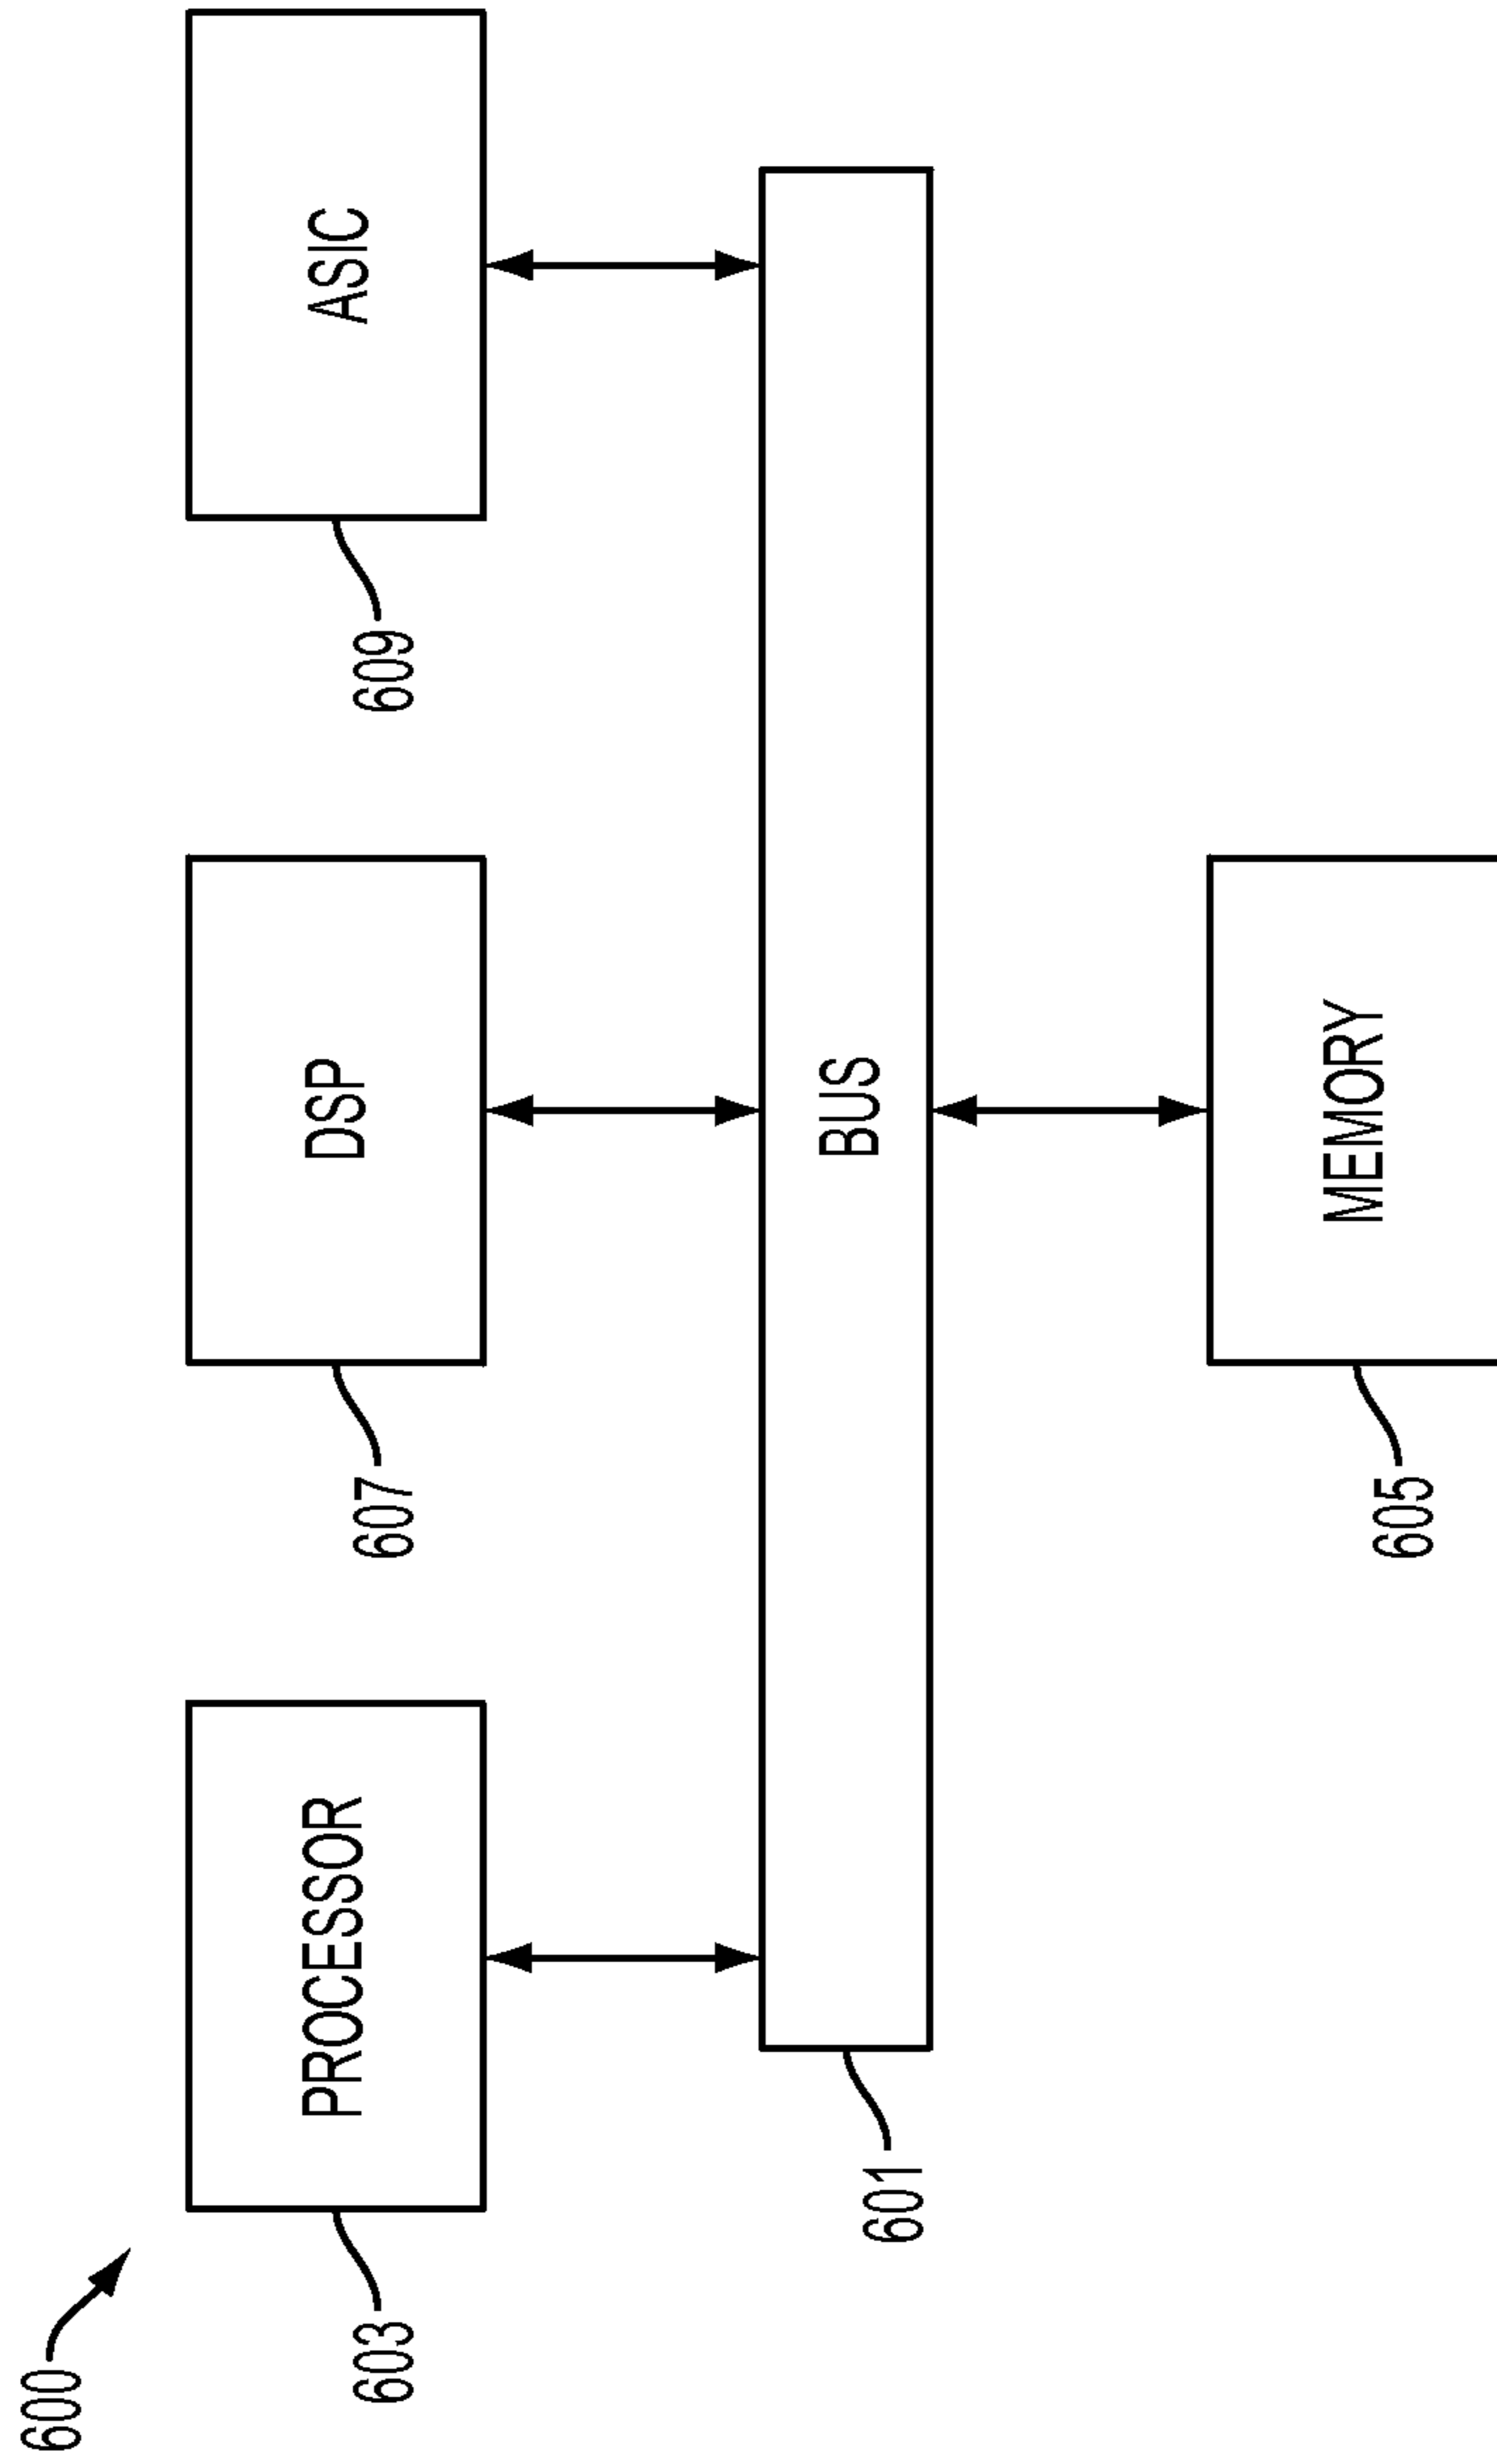 600
PROCESSOR
603
DSP
607
ASIC
609
BUS
601
MEMORY
605